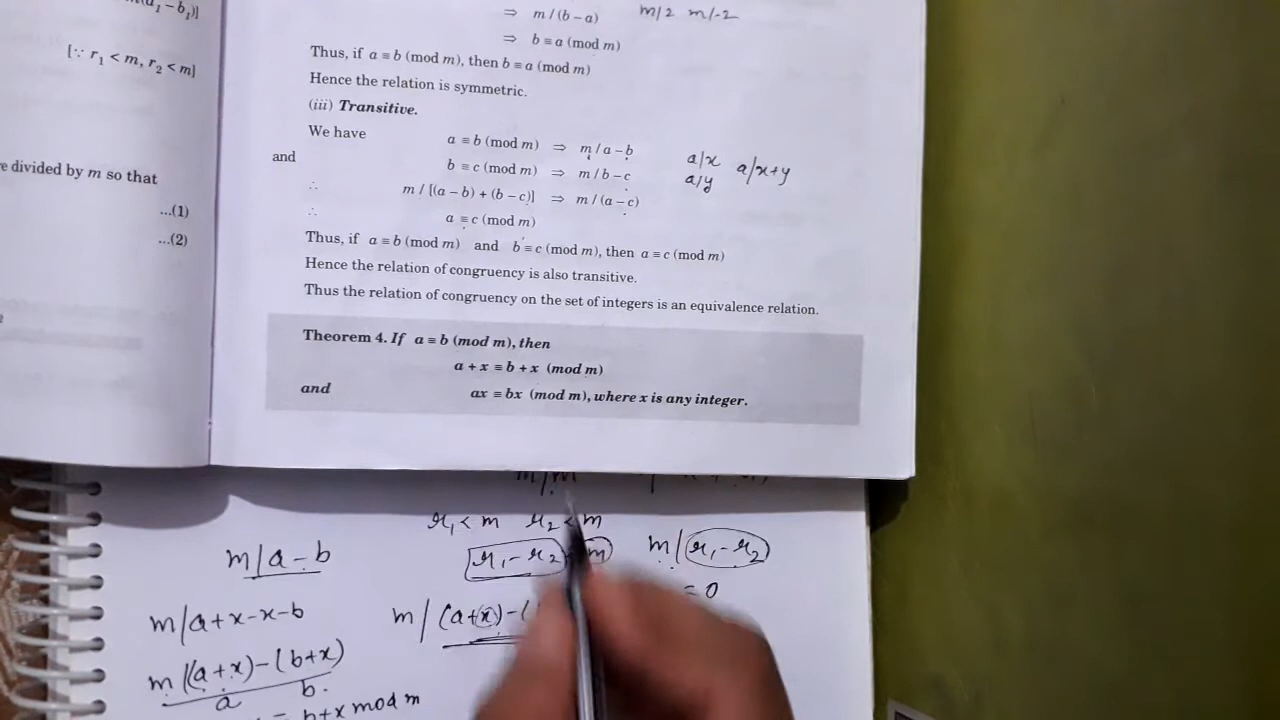 [∵ r₁ < m, r₂ < m]
e divided by m so that
...(1)
...(2)
⇒ m / (b – a)
m/2 m/-2
⇒ b ≡ a (mod m)
Thus, if a ≡ b (mod m), then b ≡ a (mod m)
Hence the relation is symmetric.
(iii) Transitive.
We have a ≡ b (mod m) ⇒ m / a – b
and b ≡ c (mod m) ⇒ m / b – c
a/x a/x+y
a/y
∴ m / [(a – b) + (b – c)] ⇒ m / (a – c)
∴ a ≡ c (mod m)
Thus, if a ≡ b (mod m) and b ≡ c (mod m), then a ≡ c (mod m)
Hence the relation of congruency is also transitive.
Thus the relation of congruency on the set of integers is an equivalence relation.
Theorem 4. If a ≡ b (mod m), then
a + x ≡ b + x (mod m)
and ax ≡ bx (mod m), where x is any integer.
m/m
r₁ < m r₂ < m
m/a-b
r₁-r₂ m
m/(r₁-r₂)
= 0
m/a+x-x-b
m/(a+x)-(
m/(a+x)-(b+x)
a b.
= b+x mod m